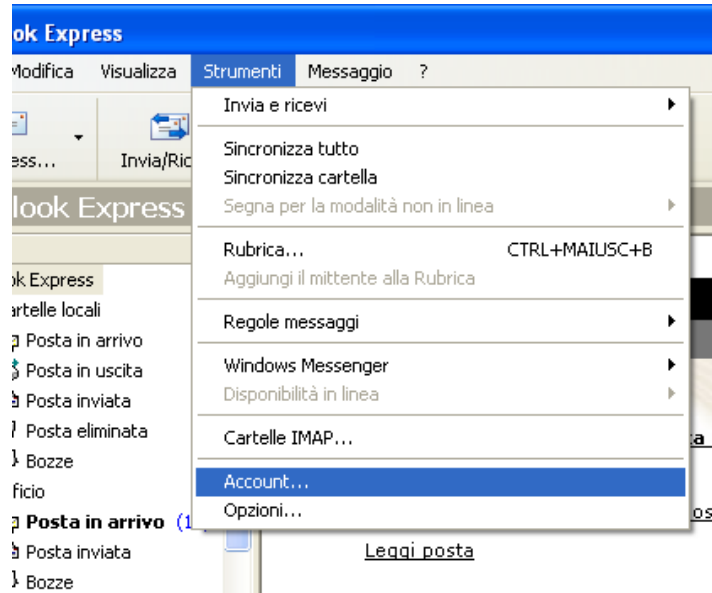 ok Express
Modifica Visualizza Strumenti Messaggio ?
ess... Invia/Ric
look Express
Invia e ricevi
Sincronizza tutto
Sincronizza cartella
Segna per la modalità non in linea
Rubrica... CTRL+MAIUSC+B
Aggiungi il mittente alla Rubrica
Regole messaggi
Windows Messenger
Disponibilità in linea
Cartelle IMAP...
Account...
Opzioni...
ok Express
artelle locali
Posta in arrivo
Posta in uscita
Posta inviata
Posta eliminata
Bozze
ficio
Posta in arrivo (1
Posta inviata
Bozze
a
os
Leggi posta